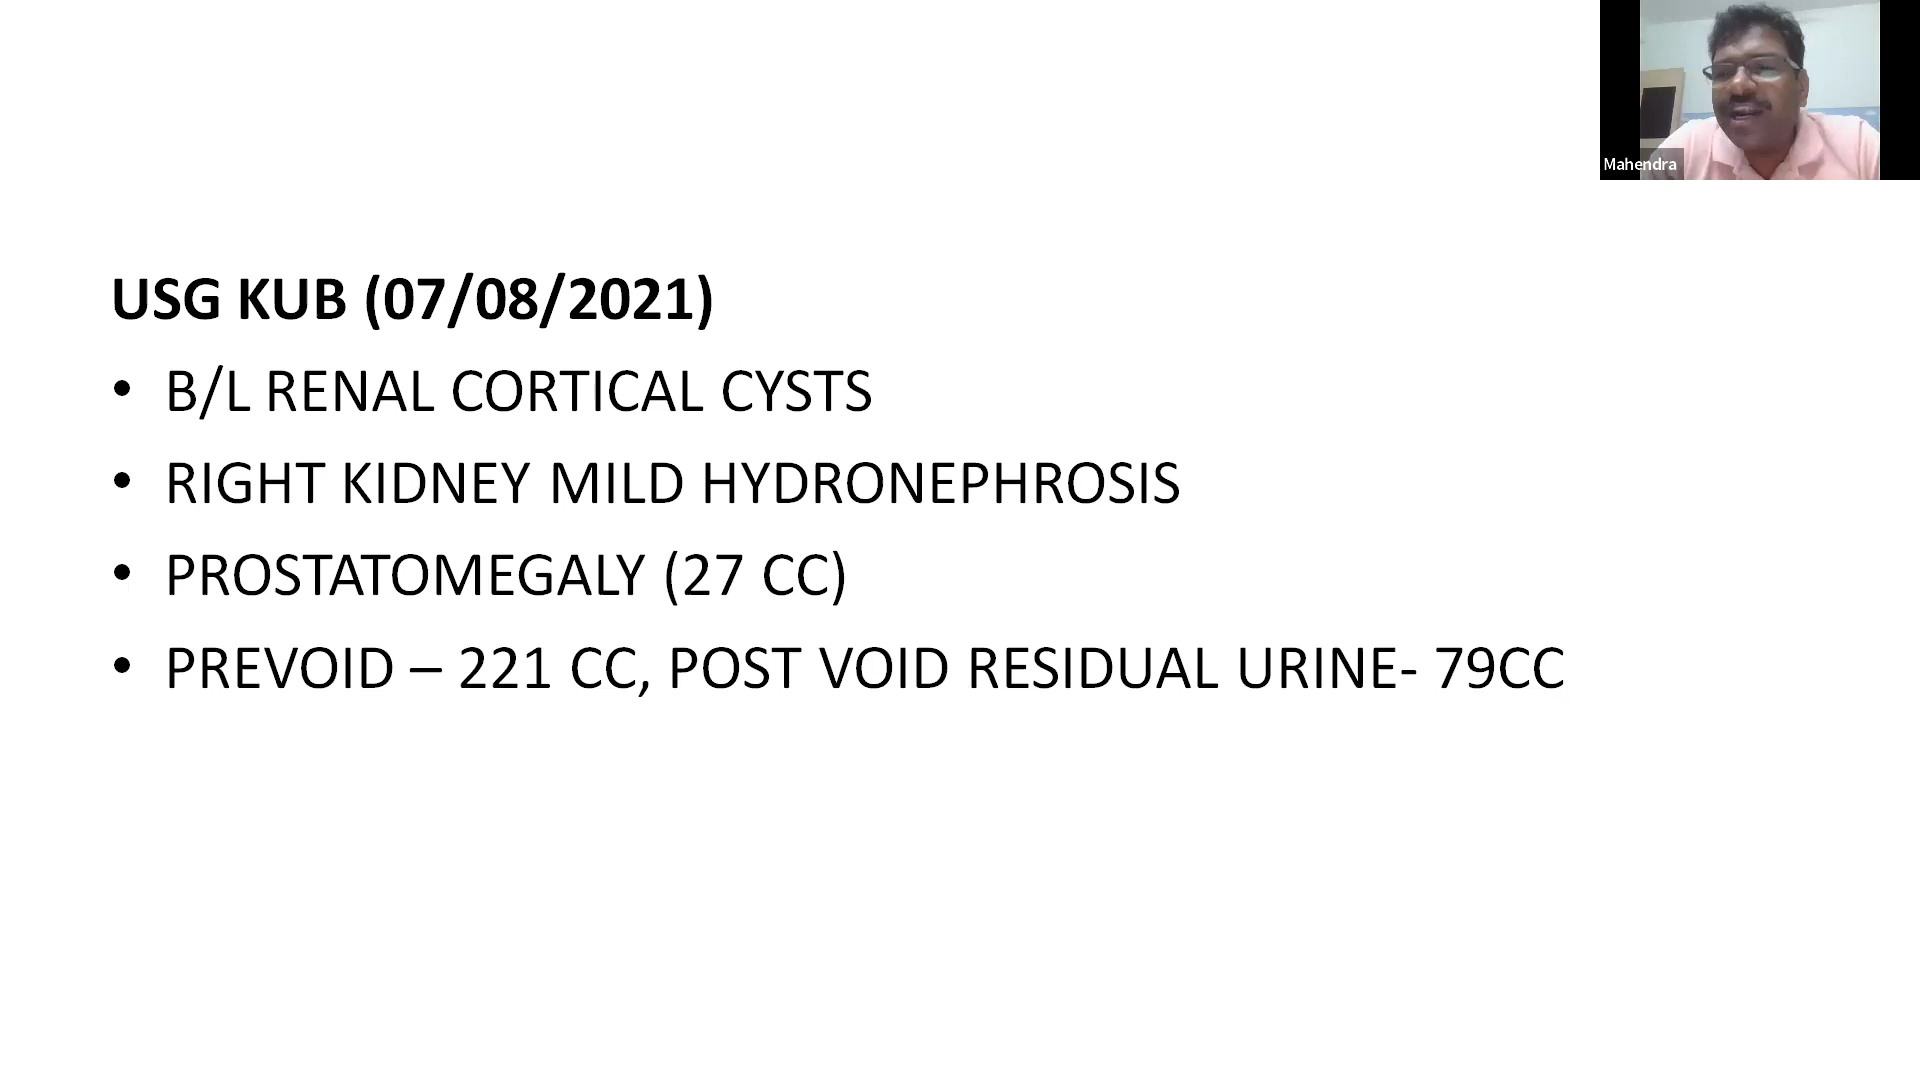 Mahendra
USG KUB (07/08/2021)
• B/L RENAL CORTICAL CYSTS
• RIGHT KIDNEY MILD HYDRONEPHROSIS
• PROSTATOMEGALY (27 CC)
• PREVOID – 221 CC, POST VOID RESIDUAL URINE- 79CC